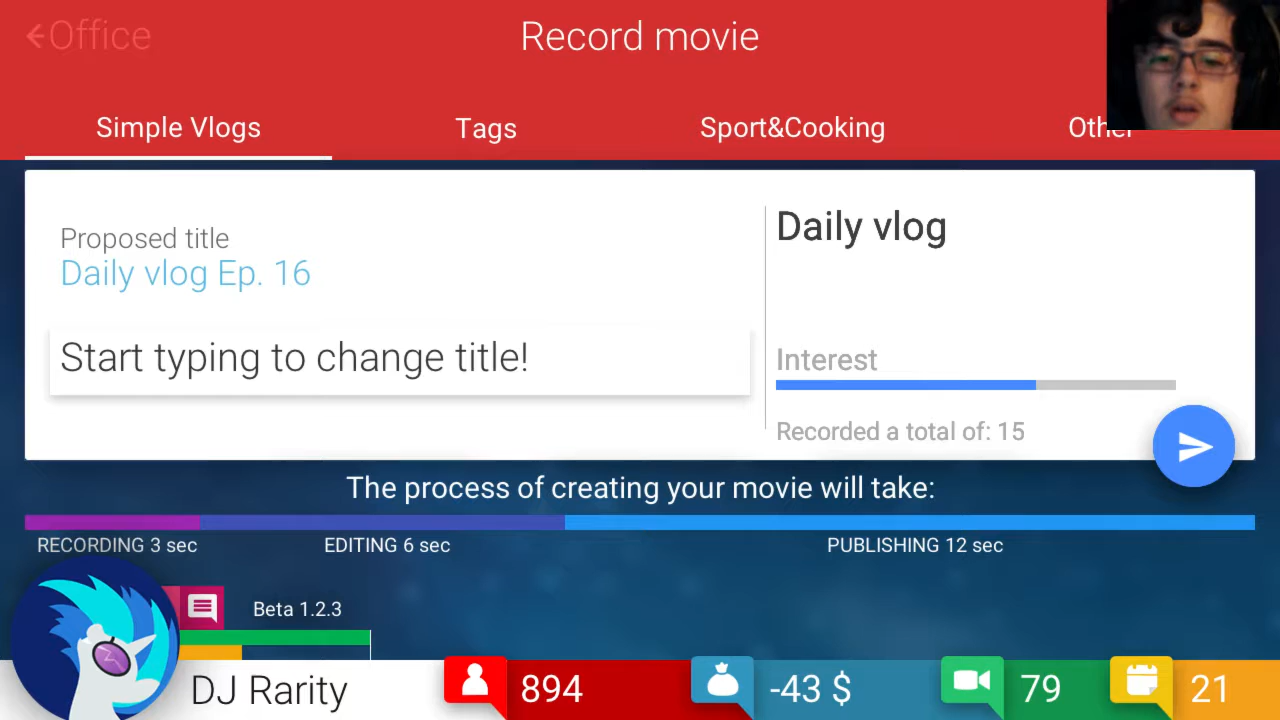 Office
Record movie
Simple Vlogs
Tags
Sport&Cooking
Other
Proposed title
Daily vlog Ep. 16
Start typing to change title!
Daily vlog
Interest
Recorded a total of: 15
The process of creating your movie will take:
RECORDING 3 sec
EDITING 6 sec
PUBLISHING 12 sec
Beta 1.2.3
DJ Rarity
894
-43 $
79
21